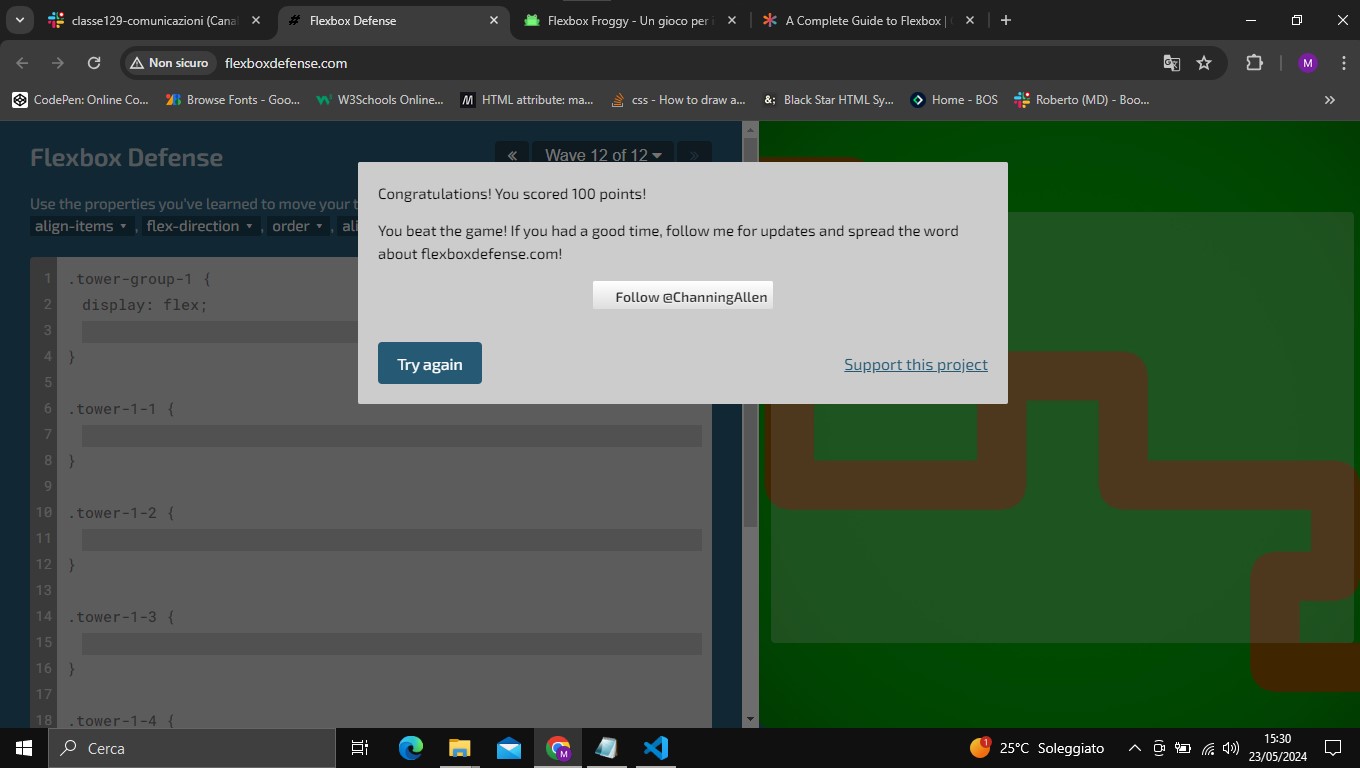 classe129-comunicazioni (Cana
Flexbox Defense
Flexbox Froggy - Un gioco per i
A Complete Guide to Flexbox |
Non sicuro
flexboxdefense.com
M
CodePen: Online Co...
Browse Fonts - Goo...
W3Schools Online...
HTML attribute: ma...
css - How to draw a...
Black Star HTML Sy...
Home - BOS
Roberto (MD) - Boo...
»
Flexbox Defense
«
Wave 12 of 12
»
Use the properties you've learned to move your t
align-items , flex-direction , order , ali
Congratulations! You scored 100 points!
You beat the game! If you had a good time, follow me for updates and spread the word
about flexboxdefense.com!
Follow @ChanningAllen
Try again
Support this project
1 .tower-group-1 {
2 display: flex;
3
4 }
5
6 .tower-1-1 {
7
8 }
9
10 .tower-1-2 {
11
12 }
13
14 .tower-1-3 {
15
16 }
17
18 .tower-1-4 {
Cerca
M
1
25°C Soleggiato
15:30
23/05/2024